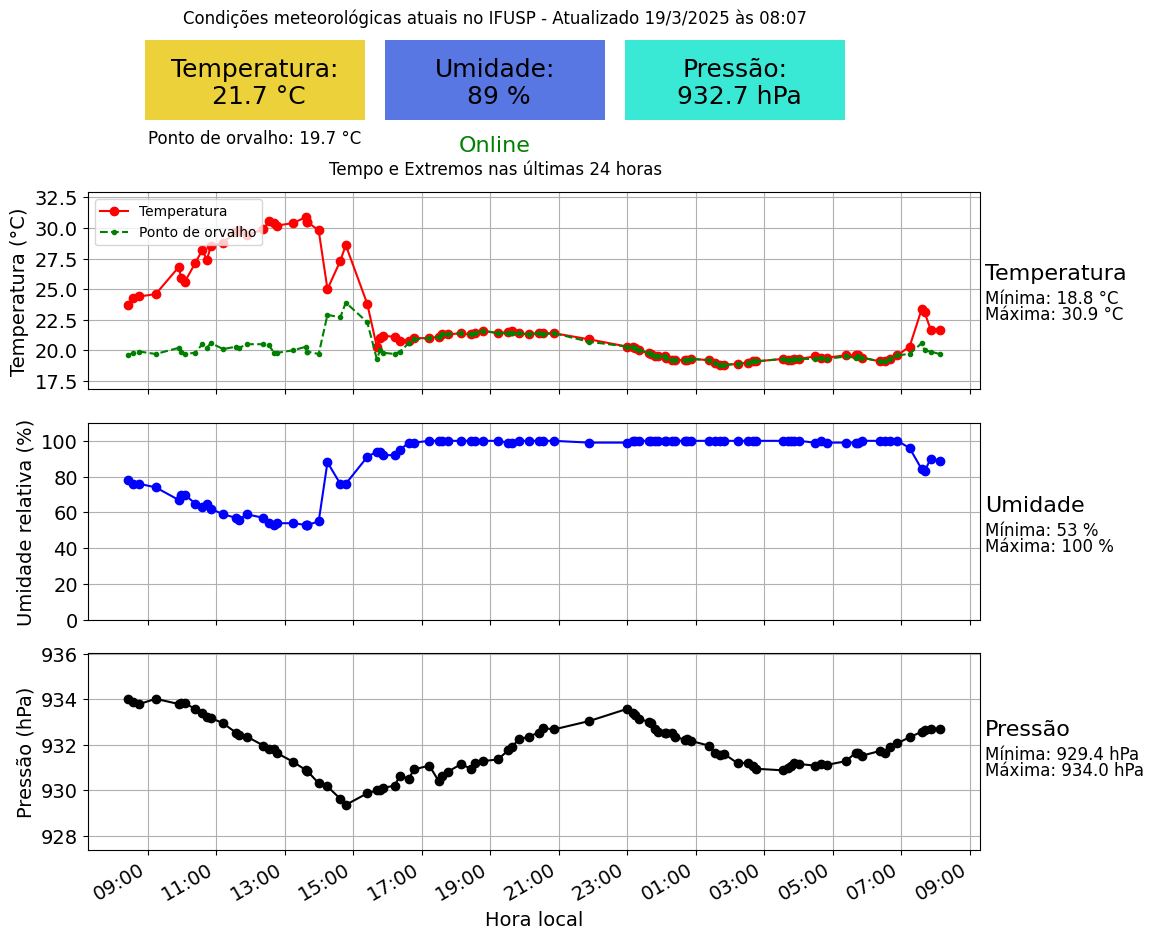 Condições meteorológicas atuais no IFUSP - Atualizado 19/3/2025 às 08:07
Temperatura:
21.7 °C
Umidade:
89 %
Pressão:
932.7 hPa
Ponto de orvalho: 19.7 °C
Online
Tempo e Extremos nas últimas 24 horas
Temperatura (°C)
32.5
30.0
27.5
25.0
22.5
20.0
17.5
Temperatura
Ponto de orvalho
Temperatura
Mínima: 18.8 °C
Máxima: 30.9 °C
Umidade relativa (%)
100
80
60
40
20
0
Umidade
Mínima: 53 %
Máxima: 100 %
Pressão (hPa)
936
934
932
930
928
Pressão
Mínima: 929.4 hPa
Máxima: 934.0 hPa
09:00
11:00
13:00
15:00
17:00
19:00
21:00
23:00
01:00
03:00
05:00
07:00
09:00
Hora local